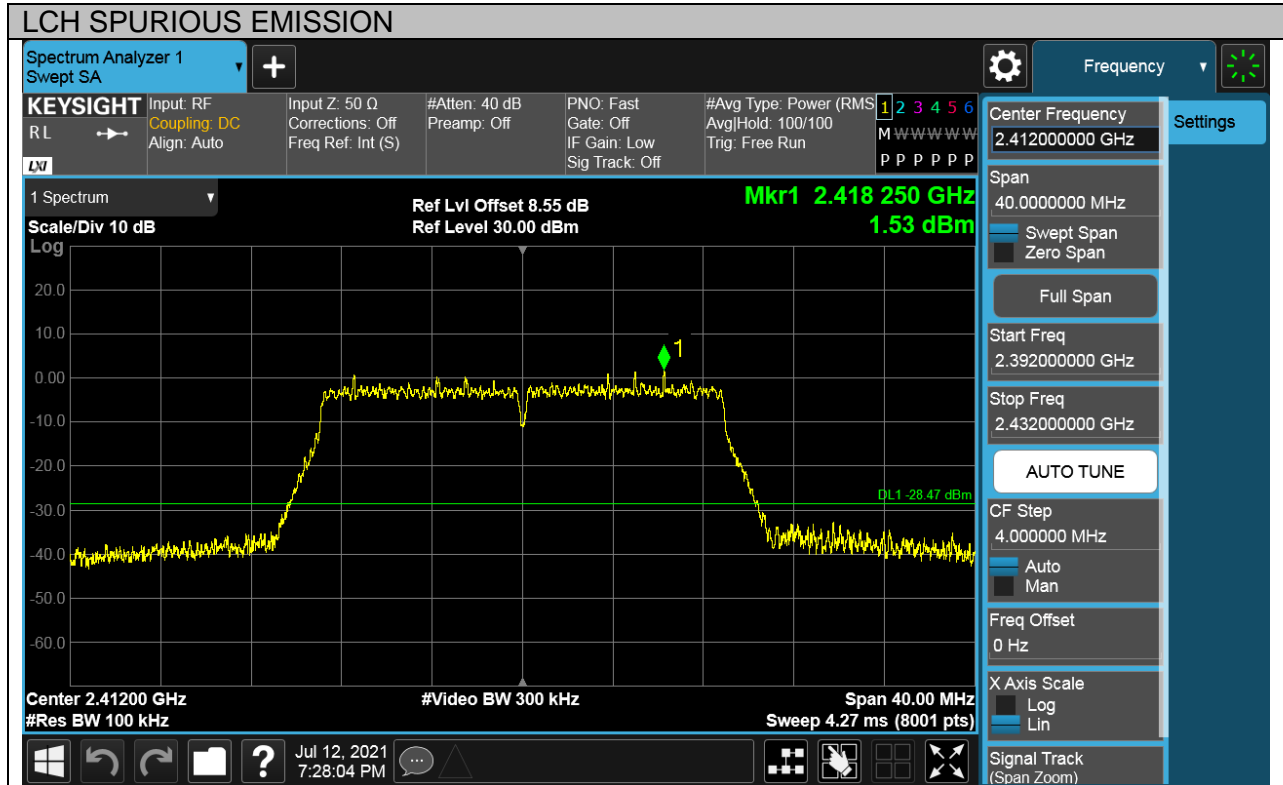 LCH SPURIOUS EMISSION
Spectrum Analyzer 1
Swept SA
+
Frequency
KEYSIGHT
RL
LXI
Input: RF
Coupling: DC
Align: Auto
Input Z: 50 Ω
Corrections: Off
Freq Ref: Int (S)
#Atten: 40 dB
Preamp: Off
PNO: Fast
Gate: Off
IF Gain: Low
Sig Track: Off
#Avg Type: Power (RMS
Avg|Hold: 100/100
Trig: Free Run
1 2 3 4 5 6
M W W W W W
P P P P P P
1 Spectrum
Scale/Div 10 dB
Log
Ref Lvl Offset 8.55 dB
Ref Level 30.00 dBm
Mkr1 2.418 250 GHz
1.53 dBm
20.0
10.0
0.00
-10.0
-20.0
-30.0
-40.0
-50.0
-60.0
1
DL1 -28.47 dBm
Center 2.41200 GHz
#Res BW 100 kHz
#Video BW 300 kHz
Span 40.00 MHz
Sweep 4.27 ms (8001 pts)
Center Frequency
2.412000000 GHz
Settings
Span
40.0000000 MHz
Swept Span
Zero Span
Full Span
Start Freq
2.392000000 GHz
Stop Freq
2.432000000 GHz
AUTO TUNE
CF Step
4.000000 MHz
Auto
Man
Freq Offset
0 Hz
X Axis Scale
Log
Lin
Signal Track
(Span Zoom)
?
Jul 12, 2021
7:28:04 PM